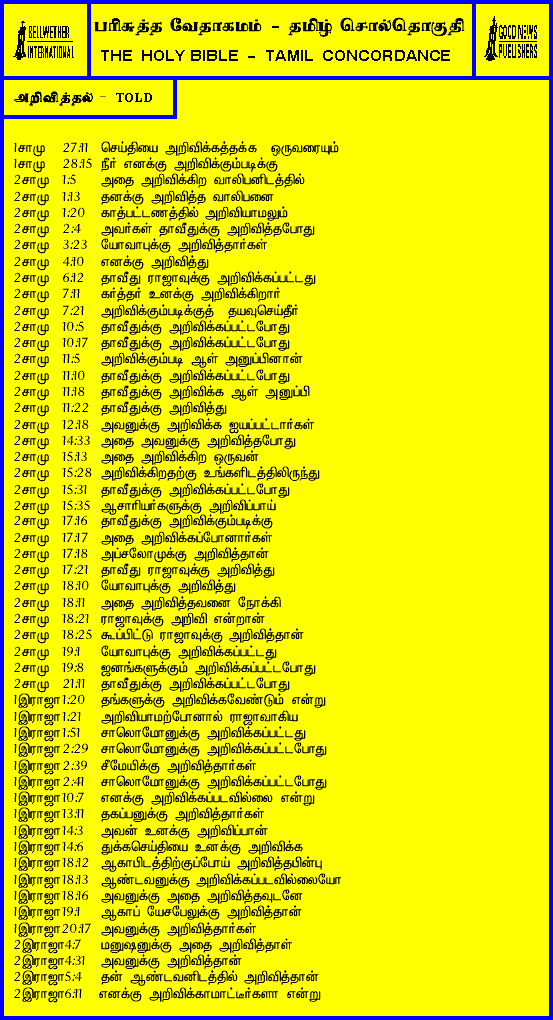 BELLWETHER INTERNATIONAL
பரிசுத்த வேதாகமம் - தமிழ் சொல்தொகுதி
THE HOLY BIBLE - TAMIL CONCORDANCE
GOOD NEWS PUBLISHERS
அறிவித்தல் - TOLD
1சாமு 27:11 செய்தியை அறிவிக்கத்தக்க ஒருவரையும்
1சாமு 28:15 நீர் எனக்கு அறிவிக்கும்படிக்கு
2சாமு 1:5 அதை அறிவிக்கிற வாலிபனிடத்தில்
2சாமு 1:13 தனக்கு அறிவித்த வாலிபனை
2சாமு 1:20 காத்பட்டணத்தில் அறிவியாமலும்
2சாமு 2:4 அவர்கள் தாவீதுக்கு அறிவித்தபோது
2சாமு 3:23 யோவாபுக்கு அறிவித்தார்கள்
2சாமு 4:10 எனக்கு அறிவித்து
2சாமு 6:12 தாவீது ராஜாவுக்கு அறிவிக்கப்பட்டது
2சாமு 7:11 கர்த்தர் உனக்கு அறிவிக்கிறார்
2சாமு 7:21 அறிவிக்கும்படிக்குத் தயவுசெய்தீர்
2சாமு 10:5 தாவீதுக்கு அறிவிக்கப்பட்டபோது
2சாமு 10:17 தாவீதுக்கு அறிவிக்கப்பட்டபோது
2சாமு 11:5 அறிவிக்கும்படி ஆள் அனுப்பினான்
2சாமு 11:10 தாவீதுக்கு அறிவிக்கப்பட்டபோது
2சாமு 11:18 தாவீதுக்கு அறிவிக்க ஆள் அனுப்பி
2சாமு 11:22 தாவீதுக்கு அறிவித்து
2சாமு 12:18 அவனுக்கு அறிவிக்க ஐயப்பட்டார்கள்
2சாமு 14:33 அதை அவனுக்கு அறிவித்தபோது
2சாமு 15:13 அதை அறிவிக்கிற ஒருவன்
2சாமு 15:28 அறிவிக்கிறதற்கு உங்களிடத்திலிருந்து
2சாமு 15:31 தாவீதுக்கு அறிவிக்கப்பட்டபோது
2சாமு 15:35 ஆசாரியர்களுக்கு அறிவிப்பாய்
2சாமு 17:16 தாவீதுக்கு அறிவிக்கும்படிக்கு
2சாமு 17:17 அதை அறிவிக்கப்போனார்கள்
2சாமு 17:18 அப்சலோமுக்கு அறிவித்தான்
2சாமு 17:21 தாவீது ராஜாவுக்கு அறிவித்து
2சாமு 18:10 யோவாபுக்கு அறிவித்து
2சாமு 18:11 அதை அறிவித்தவனை நோக்கி
2சாமு 18:21 ராஜாவுக்கு அறிவி என்றான்
2சாமு 18:25 கூப்பிட்டு ராஜாவுக்கு அறிவித்தான்
2சாமு 19:1 யோவாபுக்கு அறிவிக்கப்பட்டது
2சாமு 19:8 ஜனங்களுக்கும் அறிவிக்கப்பட்டபோது
2சாமு 21:11 தாவீதுக்கு அறிவிக்கப்பட்டபோது
1இராஜா 1:20 தங்களுக்கு அறிவிக்கவேண்டும் என்று
1இராஜா 1:21 அறிவியாமற்போனால் ராஜாவாகிய
1இராஜா 1:51 சாலொமோனுக்கு அறிவிக்கப்பட்டது
1இராஜா 2:29 சாலொமோனுக்கு அறிவிக்கப்பட்டபோது
1இராஜா 2:39 சீமேயிக்கு அறிவித்தார்கள்
1இராஜா 2:41 சாலொமோனுக்கு அறிவிக்கப்பட்டபோது
1இராஜா 10:7 எனக்கு அறிவிக்கப்படவில்லை என்று
1இராஜா 13:11 தகப்பனுக்கு அறிவித்தார்கள்
1இராஜா 14:3 அவன் உனக்கு அறிவிப்பான்
1இராஜா 14:6 துக்கசெய்தியை உனக்கு அறிவிக்க
1இராஜா 18:12 ஆகாபிடத்திற்குப்போய் அறிவித்தபின்பு
1இராஜா 18:13 ஆண்டவனுக்கு அறிவிக்கப்படவில்லையோ
1இராஜா 18:16 அவனுக்கு அதை அறிவித்தவுடனே
1இராஜா 19:1 ஆகாப் யேசபேலுக்கு அறிவித்தான்
1இராஜா 20:17 அவனுக்கு அறிவித்தார்கள்
2இராஜா 4:7 மனுஷனுக்கு அதை அறிவித்தாள்
2இராஜா 4:31 அவனுக்கு அறிவித்தான்
2இராஜா 5:4 தன் ஆண்டவனிடத்தில் அறிவித்தான்
2இராஜா 6:11 எனக்கு அறிவிக்காமாட்டீர்களா என்று